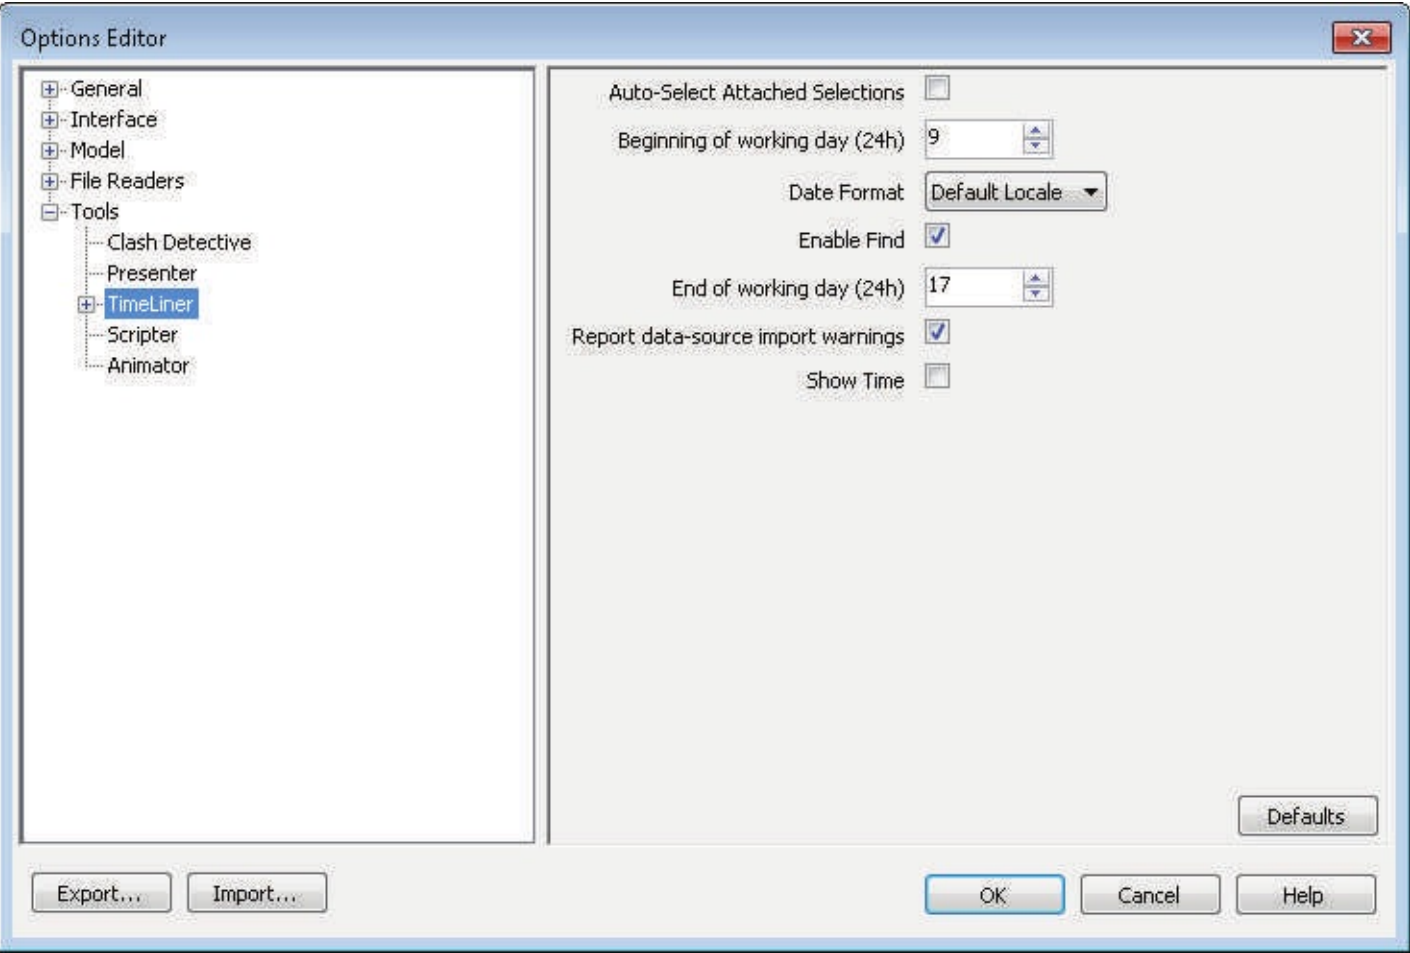 Options Editor
General
Interface
Model
File Readers
Tools
Clash Detective
Presenter
TimeLiner
Scripter
Animator
Auto-Select Attached Selections
Beginning of working day (24h) 9
Date Format Default Locale
Enable Find
End of working day (24h) 17
Report data-source import warnings
Show Time
Defaults
Export... Import... OK Cancel Help